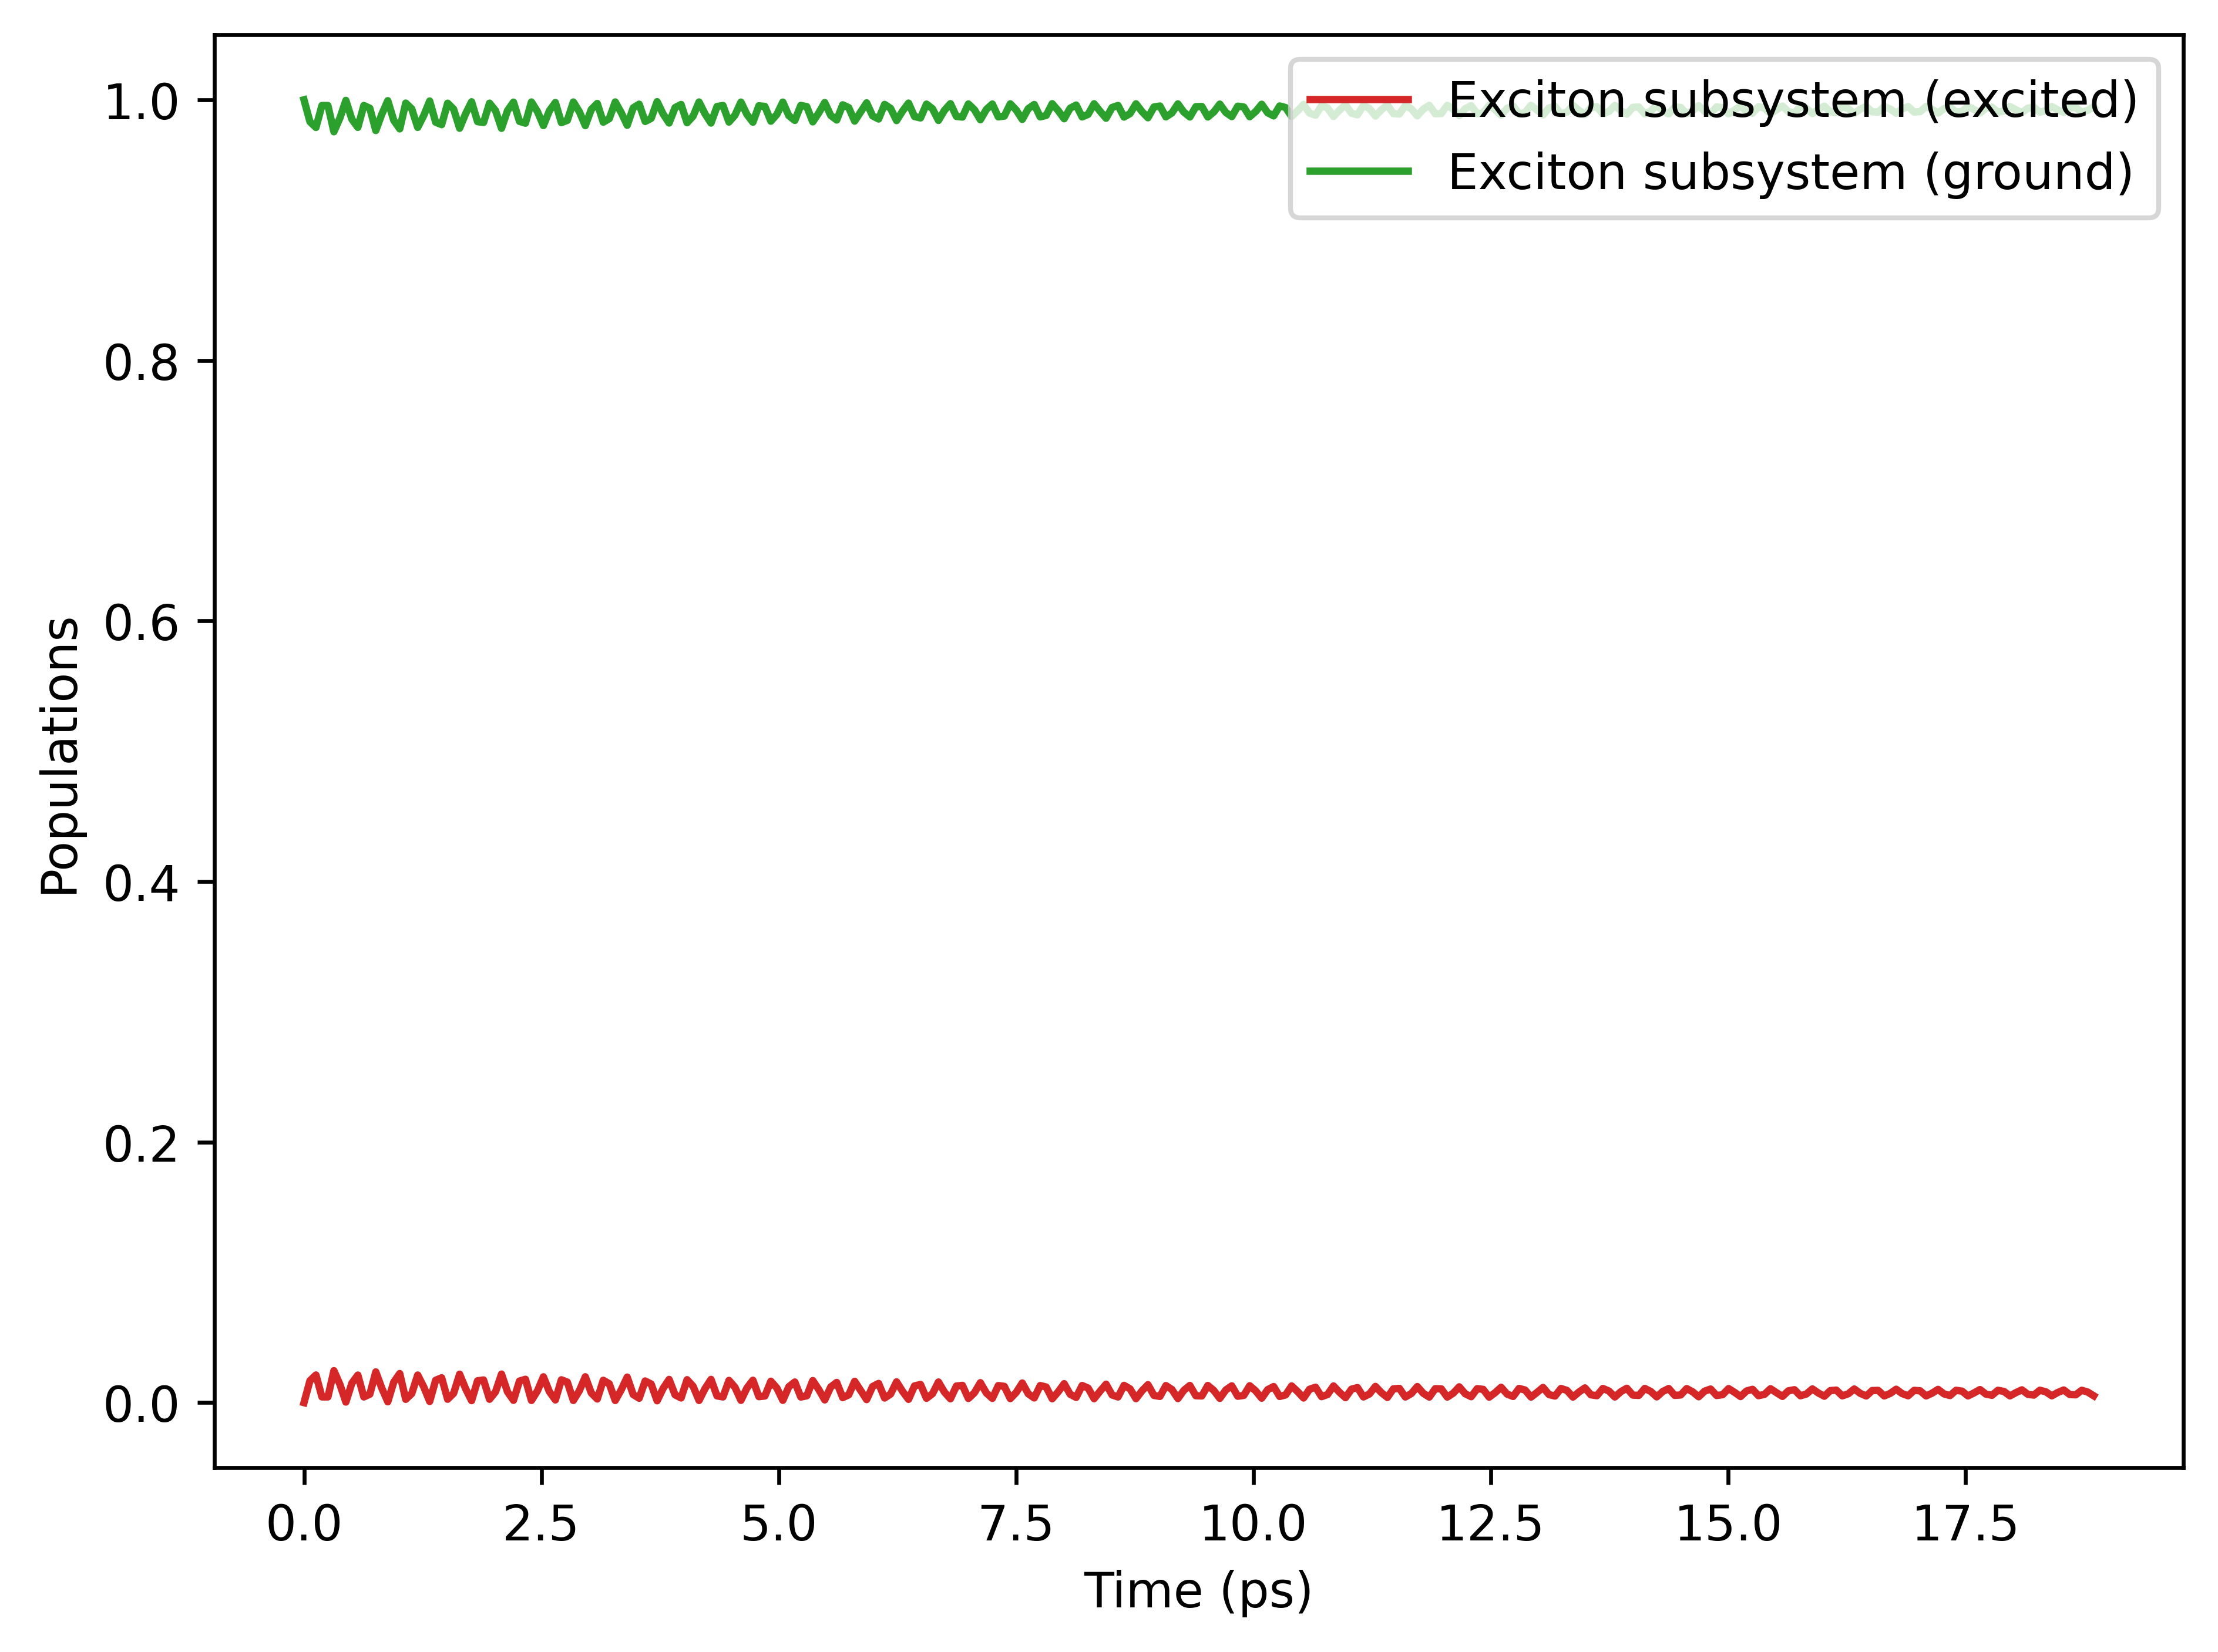 Exciton subsystem (excited)
Exciton subsystem (ground)
1.0
0.8
0.6
0.4
0.2
0.0
Populations
0.0 2.5 5.0 7.5 10.0 12.5 15.0 17.5
Time (ps)